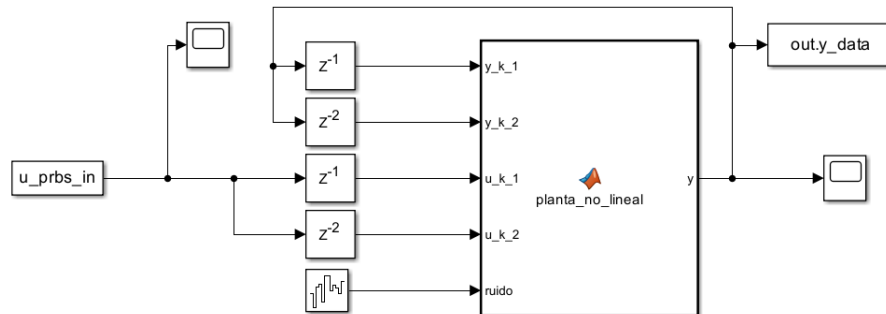 out.y_data
z-1
y_k_1
z-2
y_k_2
u_prbs_in
z-1
u_k_1
y
planta_no_lineal
z-2
u_k_2
ruido